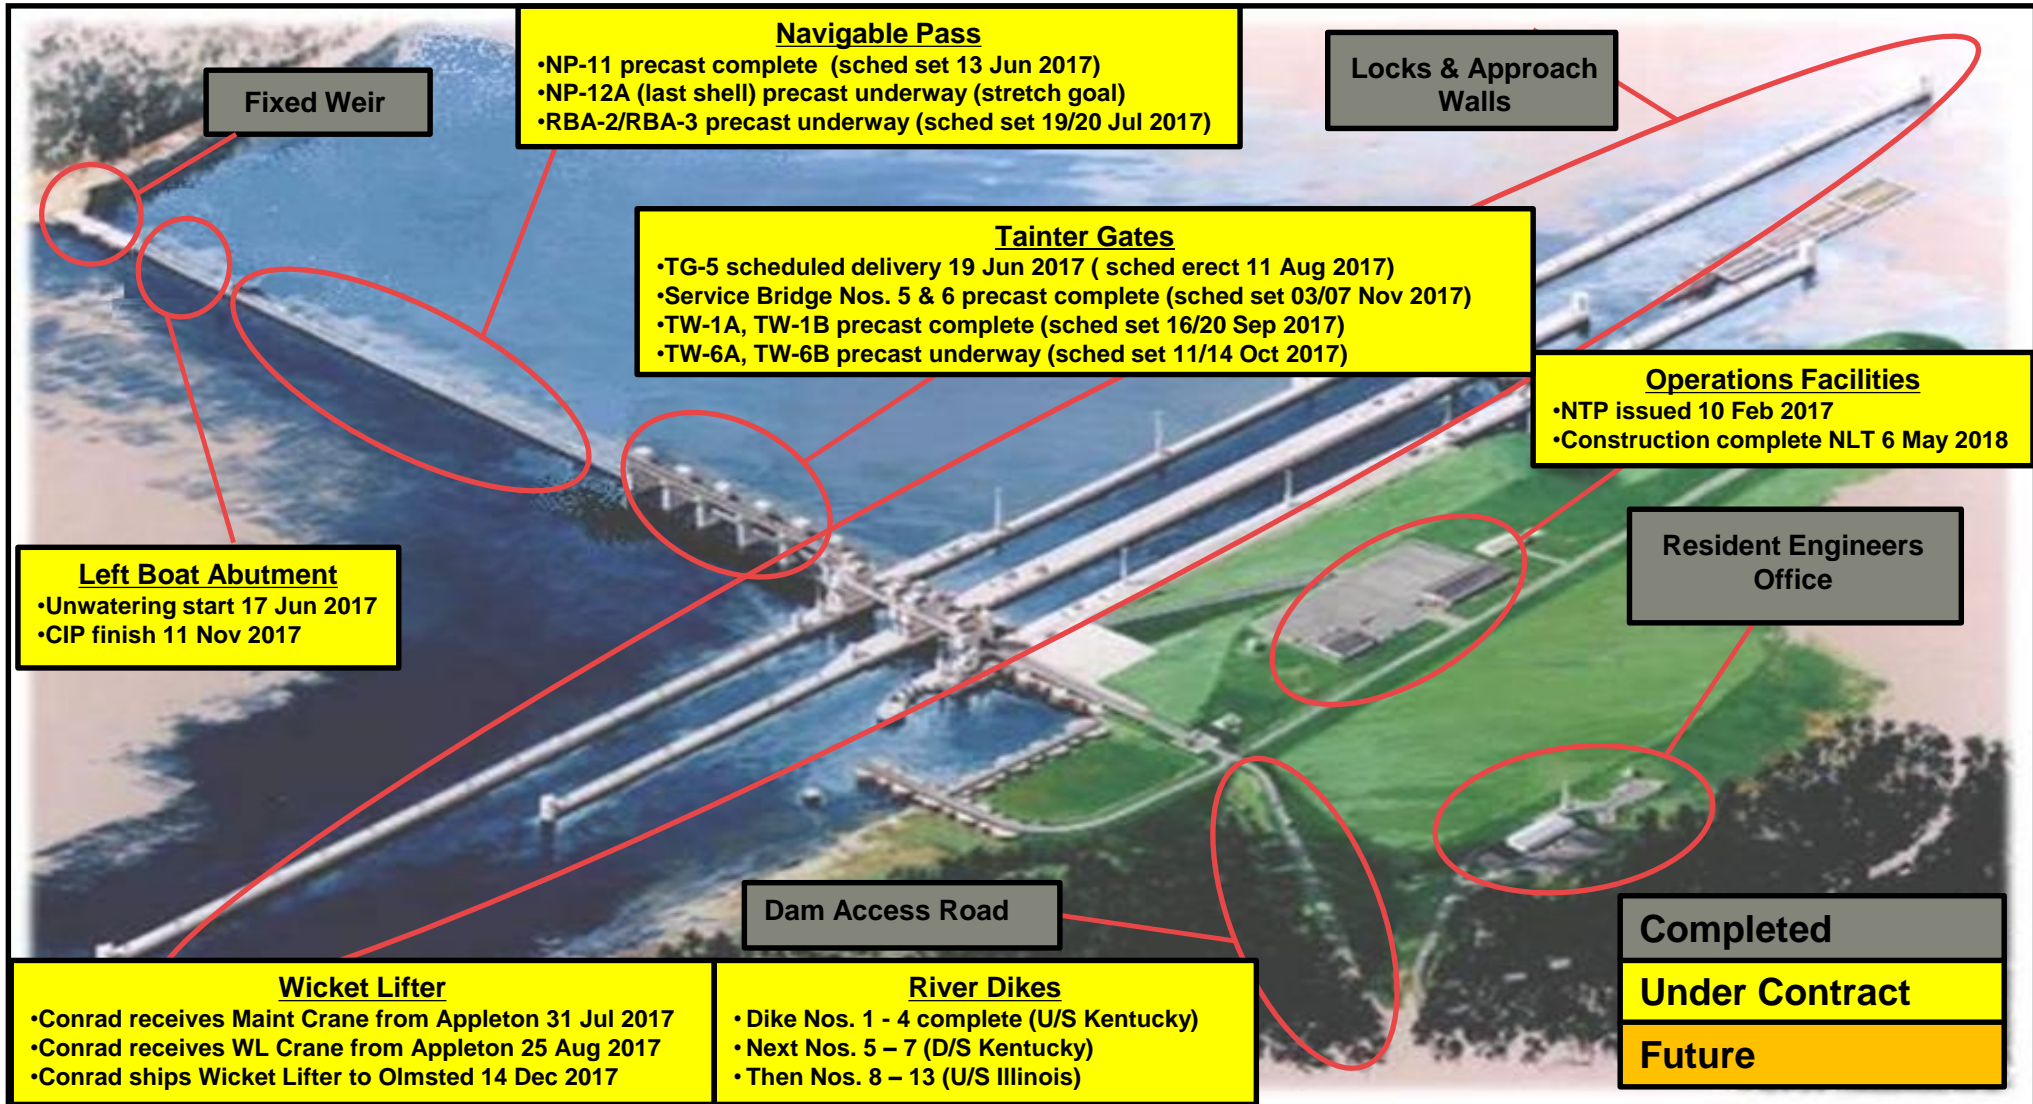 Navigable Pass
•NP-11 precast complete (sched set 13 Jun 2017)
•NP-12A (last shell) precast underway (stretch goal)
•RBA-2/RBA-3 precast underway (sched set 19/20 Jul 2017)
Fixed Weir
Locks & Approach
Walls
Tainter Gates
•TG-5 scheduled delivery 19 Jun 2017 ( sched erect 11 Aug 2017)
•Service Bridge Nos. 5 & 6 precast complete (sched set 03/07 Nov 2017)
•TW-1A, TW-1B precast complete (sched set 16/20 Sep 2017)
•TW-6A, TW-6B precast underway (sched set 11/14 Oct 2017)
Operations Facilities
•NTP issued 10 Feb 2017
•Construction complete NLT 6 May 2018
Left Boat Abutment
•Unwatering start 17 Jun 2017
•CIP finish 11 Nov 2017
Resident Engineers
Office
Dam Access Road
Wicket Lifter
•Conrad receives Maint Crane from Appleton 31 Jul 2017
•Conrad receives WL Crane from Appleton 25 Aug 2017
•Conrad ships Wicket Lifter to Olmsted 14 Dec 2017
River Dikes
• Dike Nos. 1 - 4 complete (U/S Kentucky)
• Next Nos. 5 – 7 (D/S Kentucky)
• Then Nos. 8 – 13 (U/S Illinois)
Completed
Under Contract
Future